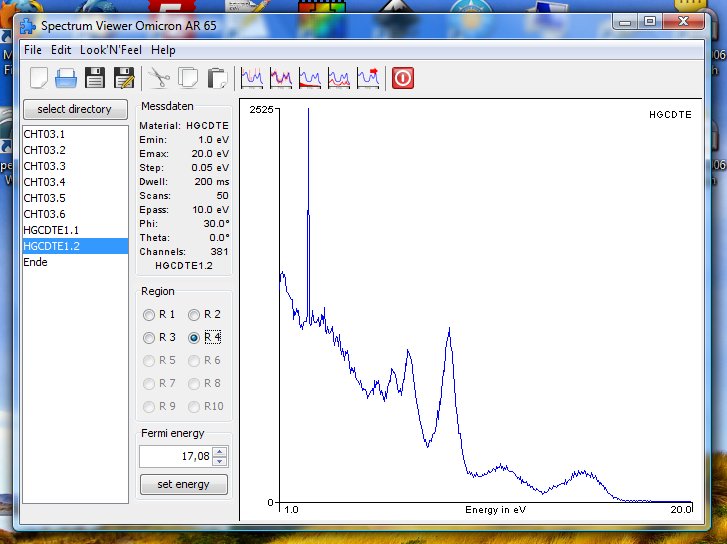 Spectrum Viewer Omicron AR 65
File Edit Look'N'Feel Help
select directory
CHT03.1
CHT03.2
CHT03.3
CHT03.4
CHT03.5
CHT03.6
HGCDTE1.1
HGCDTE1.2
Ende
Messdaten
Material: HGCDTE
Emin: 1.0 eV
Emax: 20.0 eV
Step: 0.05 eV
Dwell: 200 ms
Scans: 50
Epass: 10.0 eV
Phi: 30.0°
Theta: 0.0°
Channels: 381
HGCDTE1.2
Region
R 1 R 2
R 3 R 4
R 5 R 6
R 7 R 8
R 9 R10
Fermi energy
17,08
set energy
2525
HGCDTE
0
1.0 Energy in eV 20.0